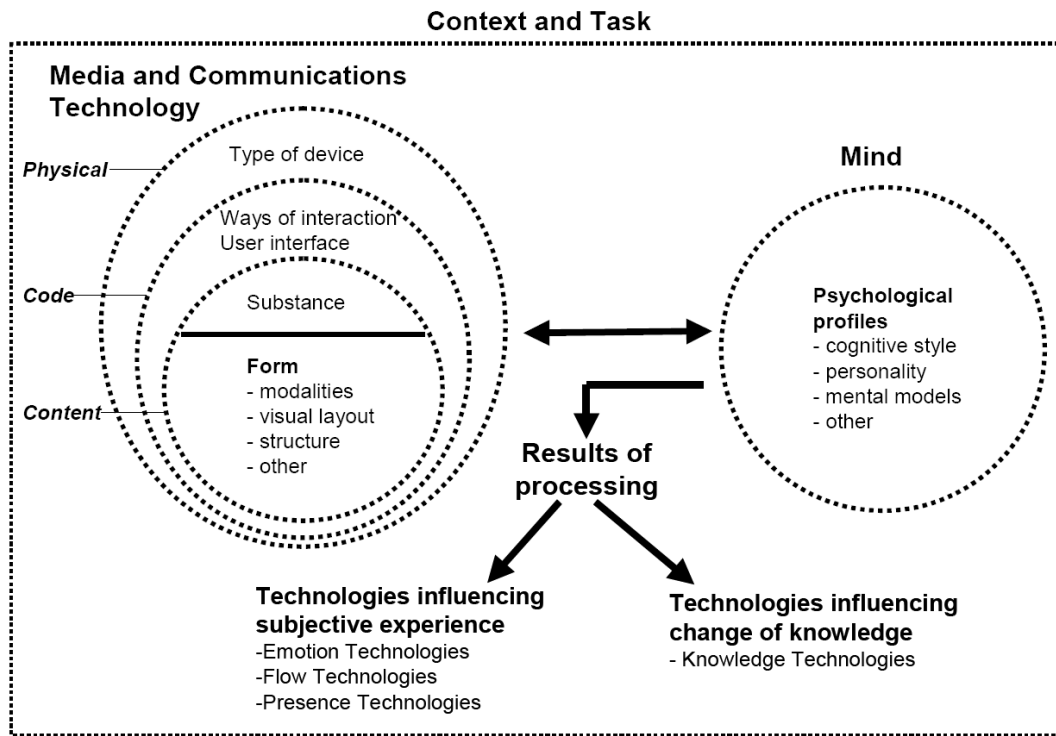 Context and Task
Media and Communications
Technology
Physical
Type of device
Ways of interaction
User interface
Code
Substance
Form
- modalities
- visual layout
- structure
- other
Content
Mind
Psychological
profiles
- cognitive style
- personality
- mental models
- other
Results of
processing
Technologies influencing
subjective experience
-Emotion Technologies
-Flow Technologies
-Presence Technologies
Technologies influencing
change of knowledge
- Knowledge Technologies